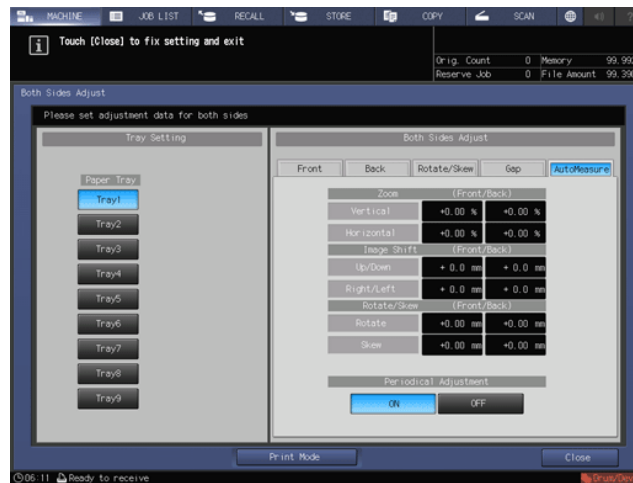 MACHINE JOB LIST RECALL STORE COPY SCAN
Touch [Close] to fix setting and exit
Orig. Count 0 Memory 99.99
Reserve Job 0 File Amount 99.39
Both Sides Adjust
Please set adjustment data for both sides
Tray Setting
Both Sides Adjust
Front Back Rotate/Skew Gap AutoMeasure
Paper Tray
Tray1
Tray2
Tray3
Tray4
Tray5
Tray6
Tray7
Tray8
Tray9
Zoom (Front/Back)
Vertical +0.00 % +0.00 %
Horizontal +0.00 % +0.00 %
Image Shift (Front/Back)
Up/Down + 0.0 mm + 0.0 mm
Right/Left + 0.0 mm + 0.0 mm
Rotate/Skew (Front/Back)
Rotate +0.00 mm +0.00 mm
Skew +0.00 mm +0.00 mm
Periodical Adjustment
ON OFF
Print Mode Close
06:11 Ready to receive Drum/Dev